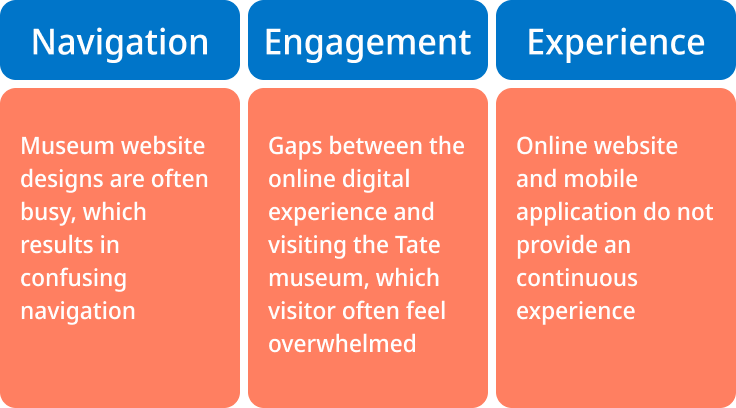 Navigation
Engagement
Experience
Museum website
designs are often
busy, which
results in
confusing
navigation
Gaps between the
online digital
experience and
visiting the Tate
museum, which
visitor often feel
overwhelmed
Online website
and mobile
application do not
provide an
continuous
experience